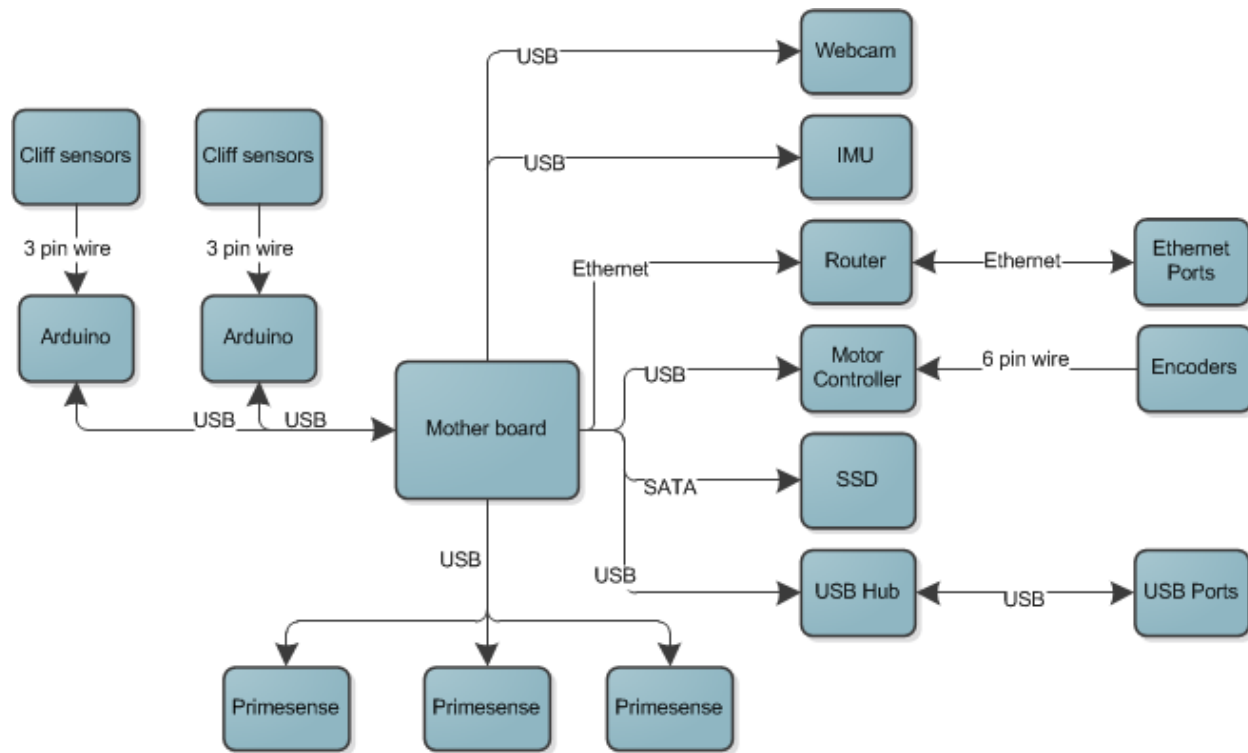 Webcam
USB
Cliff sensors
Cliff sensors
IMU
USB
3 pin wire
3 pin wire
Ethernet
Router
Ethernet
Ethernet
Ports
Arduino
Arduino
USB
Motor
Controller
6 pin wire
Encoders
USB
USB
Mother board
SATA
SSD
USB
USB
USB Hub
USB
USB Ports
Primesense
Primesense
Primesense